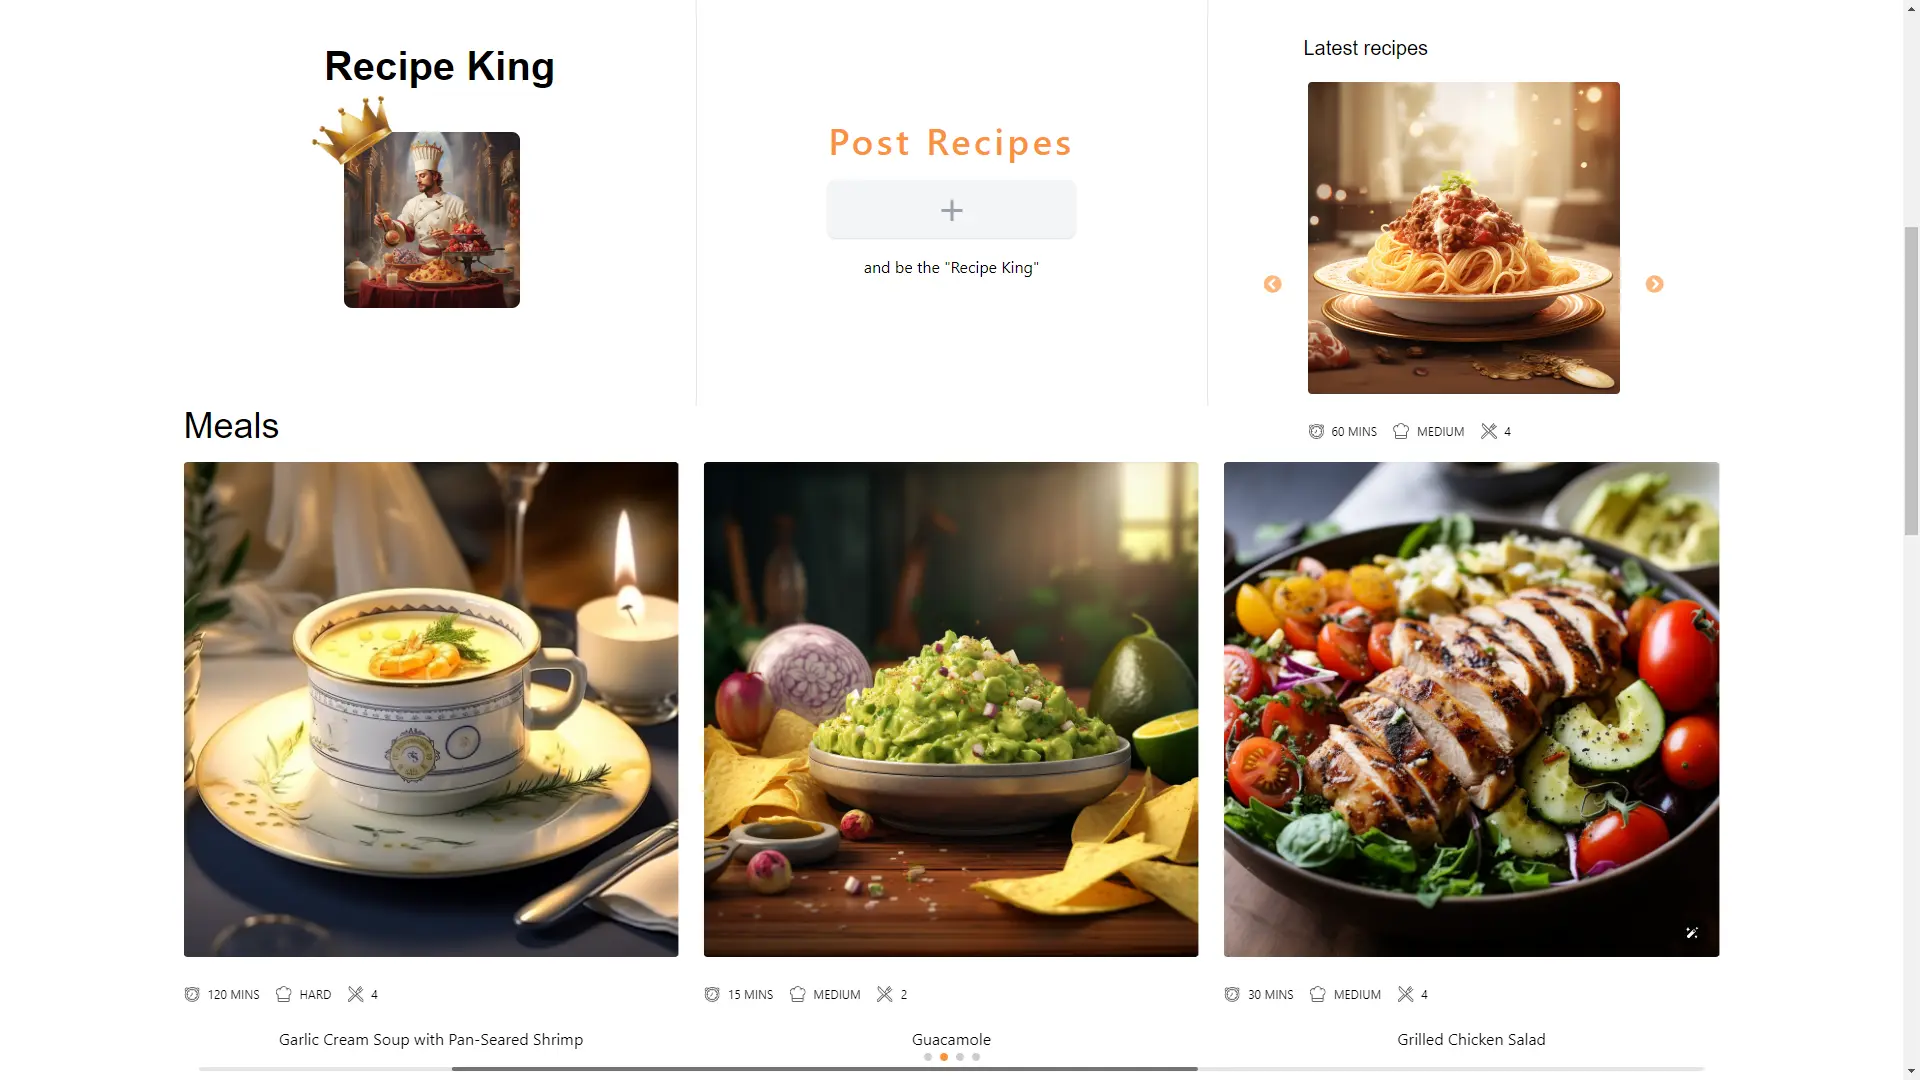 Recipe King
Post Recipes
and be the "Recipe King"
Latest recipes
60 MINS MEDIUM 4
Meals
120 MINS HARD 4
Garlic Cream Soup with Pan-Seared Shrimp
15 MINS MEDIUM 2
Guacamole
30 MINS MEDIUM 4
Grilled Chicken Salad